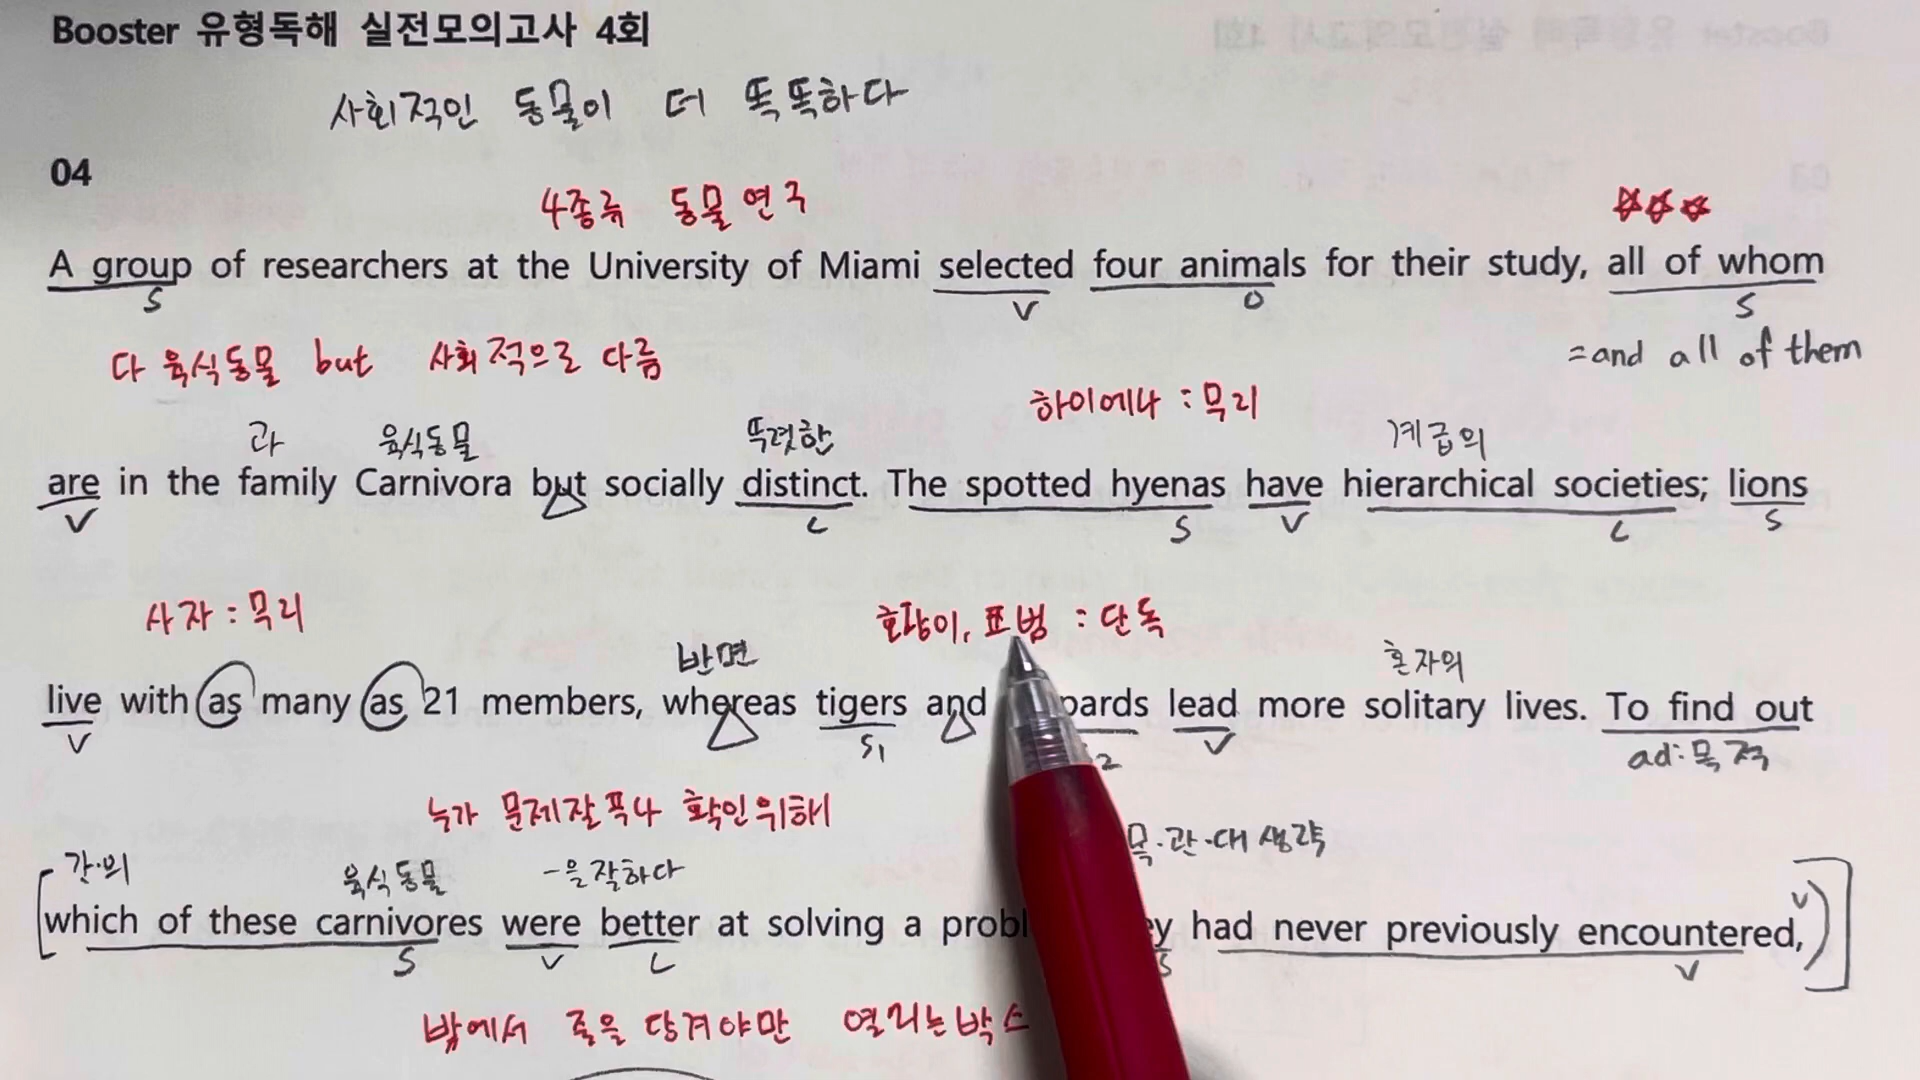 Booster 유형독해 실전모의고사 4회
사회적인 동물이 더 똑똑하다
04
4종류 동물연구 ☆☆☆
A group of researchers at the University of Miami selected four animals for their study, all of whom
S V O S
=and all of them
다 육식동물 but 사회적으로 다름
하이에나 : 무리
과 육식동물 뚜렷한 계급의
are in the family Carnivora but socially distinct. The spotted hyenas have hierarchical societies; lions
V C S V C S
사자 : 무리 호랑이, 표범 : 단독
반면 혼자의
live with as many as 21 members, whereas tigers and pards lead more solitary lives. To find out
V S1 2 V ad:목적
누가 문제잘푸나 확인위해
목·관·대 생략
간·의 육식동물 -을잘하다
which of these carnivores were better at solving a probl y had never previously encountered,
S V C S V
밖에서 줄을 당겨야만 열리는박스